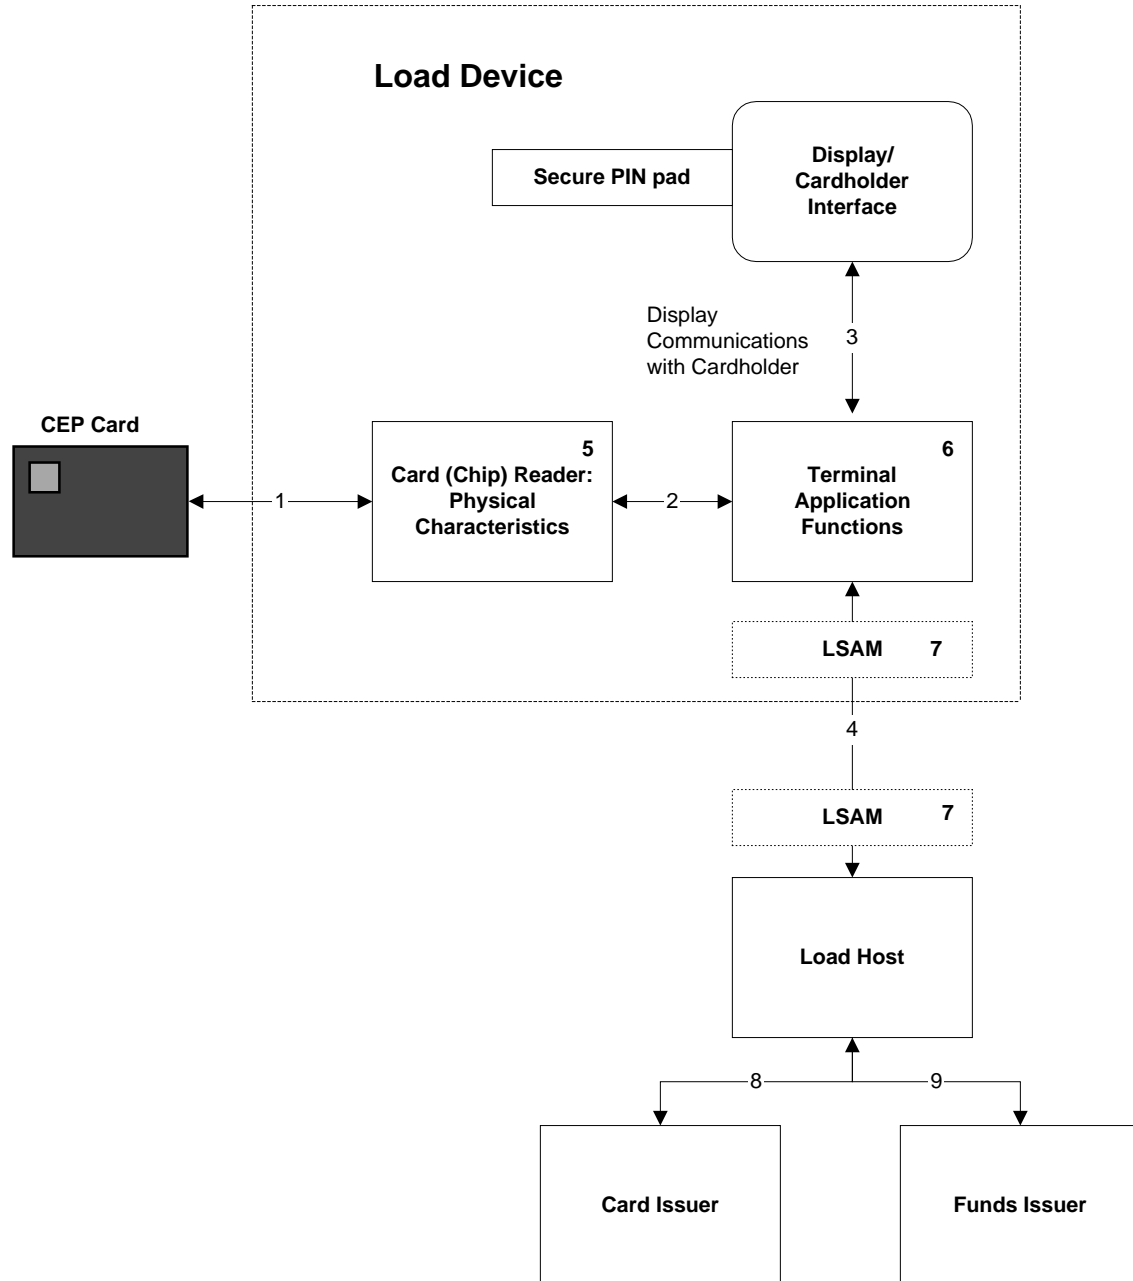 Load Device
Secure PIN pad
Display/
Cardholder
Interface
Display
Communications
with Cardholder
3
CEP Card
1
5
Card (Chip) Reader:
Physical
Characteristics
2
6
Terminal
Application
Functions
LSAM 7
4
LSAM 7
Load Host
8
9
Card Issuer
Funds Issuer